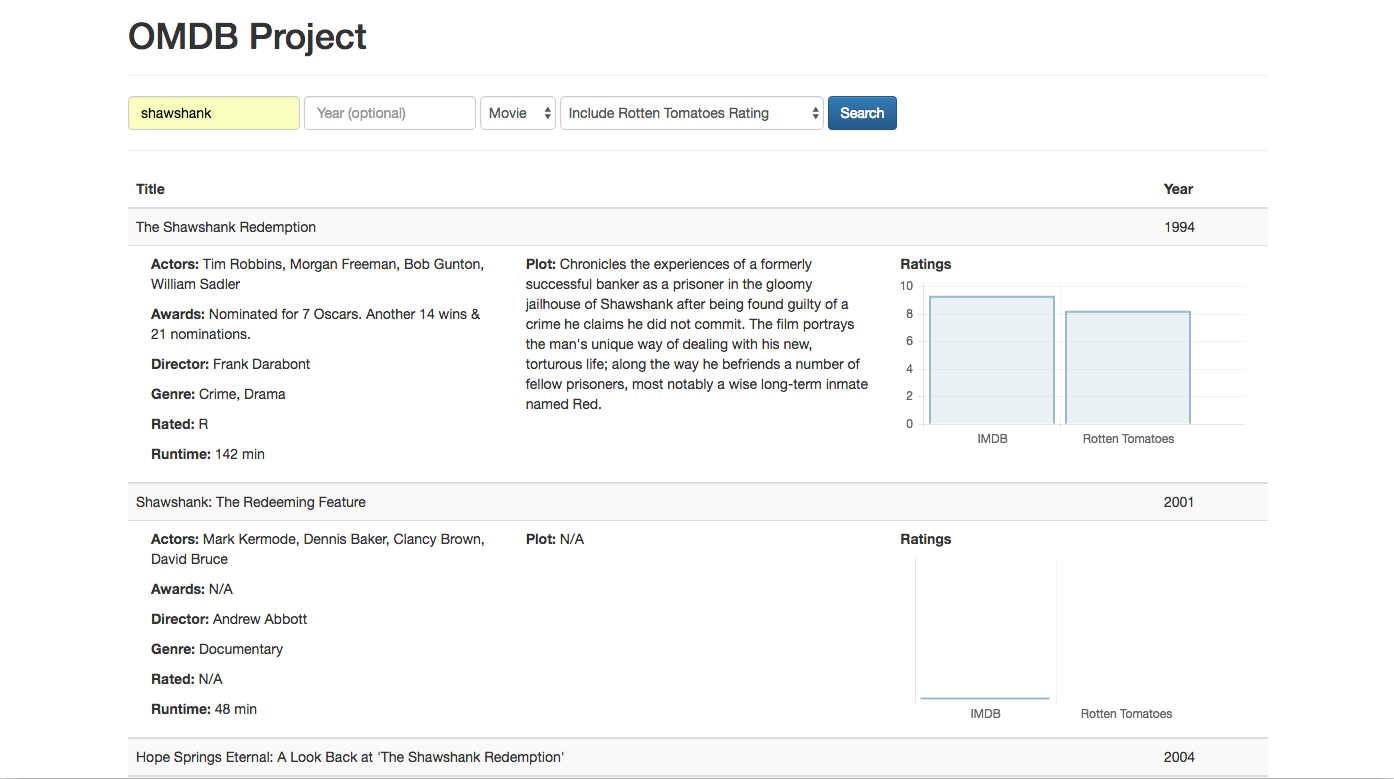 OMDB Project
shawshank Year (optional) Movie Include Rotten Tomatoes Rating Search
Title Year
The Shawshank Redemption 1994
Actors: Tim Robbins, Morgan Freeman, Bob Gunton,
William Sadler
Awards: Nominated for 7 Oscars. Another 14 wins &
21 nominations.
Director: Frank Darabont
Genre: Crime, Drama
Rated: R
Runtime: 142 min
Plot: Chronicles the experiences of a formerly
successful banker as a prisoner in the gloomy
jailhouse of Shawshank after being found guilty of a
crime he claims he did not commit. The film portrays
the man's unique way of dealing with his new,
torturous life; along the way he befriends a number of
fellow prisoners, most notably a wise long-term inmate
named Red.
Ratings
10
8
6
4
2
0
IMDB Rotten Tomatoes
Shawshank: The Redeeming Feature 2001
Actors: Mark Kermode, Dennis Baker, Clancy Brown,
David Bruce
Awards: N/A
Director: Andrew Abbott
Genre: Documentary
Rated: N/A
Runtime: 48 min
Plot: N/A
Ratings
IMDB Rotten Tomatoes
Hope Springs Eternal: A Look Back at 'The Shawshank Redemption' 2004